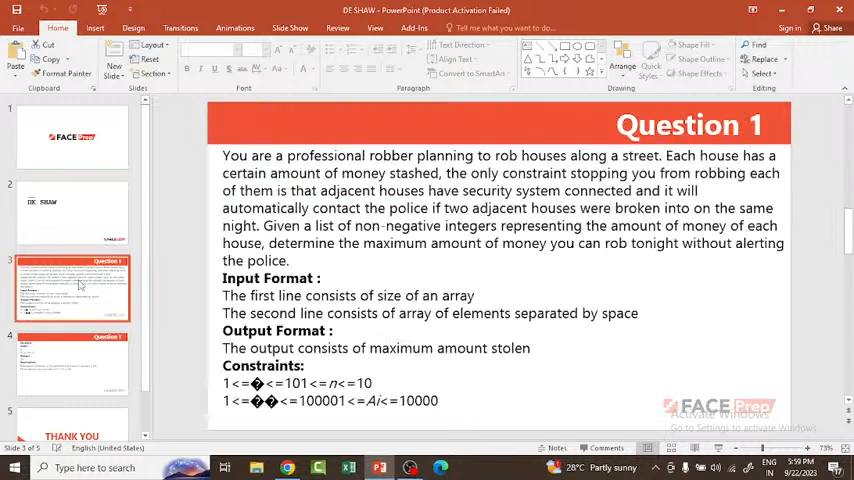 DE SHAW - PowerPoint (Product Activation Failed)
File Home Insert Design Transitions Animations Slide Show Review View Add-Ins Tell me what you want to do... Sign in Share
Paste Cut Copy Format Painter
Clipboard
New Slide Layout Reset Section
Slides
Font
Text Direction Align Text Convert to SmartArt
Paragraph
Arrange Quick Styles Shape Fill Shape Outline Shape Effects
Drawing
Find Replace Select
Editing
1
FACE Prep
2
DE SHAW
3
Question 1
4
Question 1
5
THANK YOU
Question 1
You are a professional robber planning to rob houses along a street. Each house has a
certain amount of money stashed, the only constraint stopping you from robbing each
of them is that adjacent houses have security system connected and it will
automatically contact the police if two adjacent houses were broken into on the same
night. Given a list of non-negative integers representing the amount of money of each
house, determine the maximum amount of money you can rob tonight without alerting
the police.
Input Format :
The first line consists of size of an array
The second line consists of array of elements separated by space
Output Format :
The output consists of maximum amount stolen
Constraints:
1<=�<=101<=n<=10
1<=��<=100001<=Ai<=10000
FACE Prep
Activate Windows
Go to Settings to activate Windows
Slide 3 of 5 English (United States) Notes Comments 73%
Type here to search 28°C Partly sunny ENG IN 5:59 PM 9/22/2023